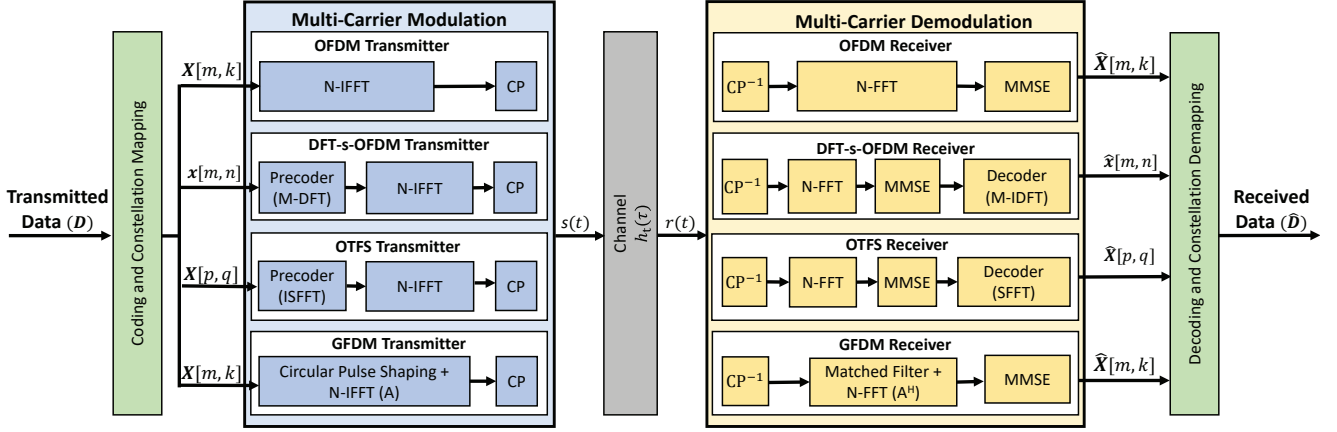 Transmitted
Data (D)
Coding and Constellation Mapping
X[m, k]
x[m, n]
X[p, q]
X[m, k]
Multi-Carrier Modulation
OFDM Transmitter
N-IFFT
CP
DFT-s-OFDM Transmitter
Precoder
(M-DFT)
N-IFFT
CP
OTFS Transmitter
Precoder
(ISFFT)
N-IFFT
CP
GFDM Transmitter
Circular Pulse Shaping +
N-IFFT (A)
CP
s(t)
Channel
hₜ(τ)
r(t)
Multi-Carrier Demodulation
OFDM Receiver
CP⁻¹
N-FFT
MMSE
DFT-s-OFDM Receiver
CP⁻¹
N-FFT
MMSE
Decoder
(M-IDFT)
OTFS Receiver
CP⁻¹
N-FFT
MMSE
Decoder
(SFFT)
GFDM Receiver
CP⁻¹
Matched Filter +
N-FFT (Aᴴ)
MMSE
X̂[m, k]
x̂[m, n]
X̂[p, q]
X̂[m, k]
Decoding and Constellation Demapping
Received
Data (D̂)